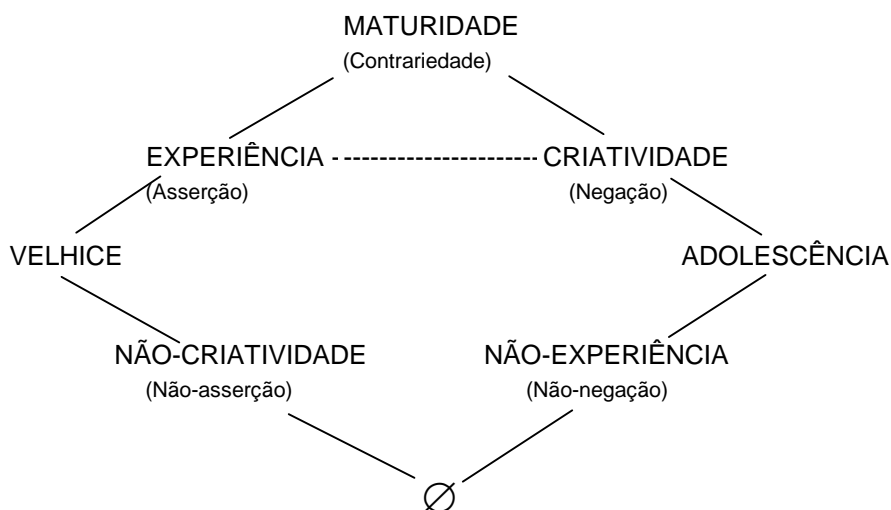 MATURIDADE
(Contrariedade)
EXPERIÊNCIA - ---------------------- CRIATIVIDADE
(Asserção) (Negação)
VELHICE ADOLESCÊNCIA
NÃO-CRIATIVIDADE NÃO-EXPERIÊNCIA
(Não-asserção) (Não-negação)
∅